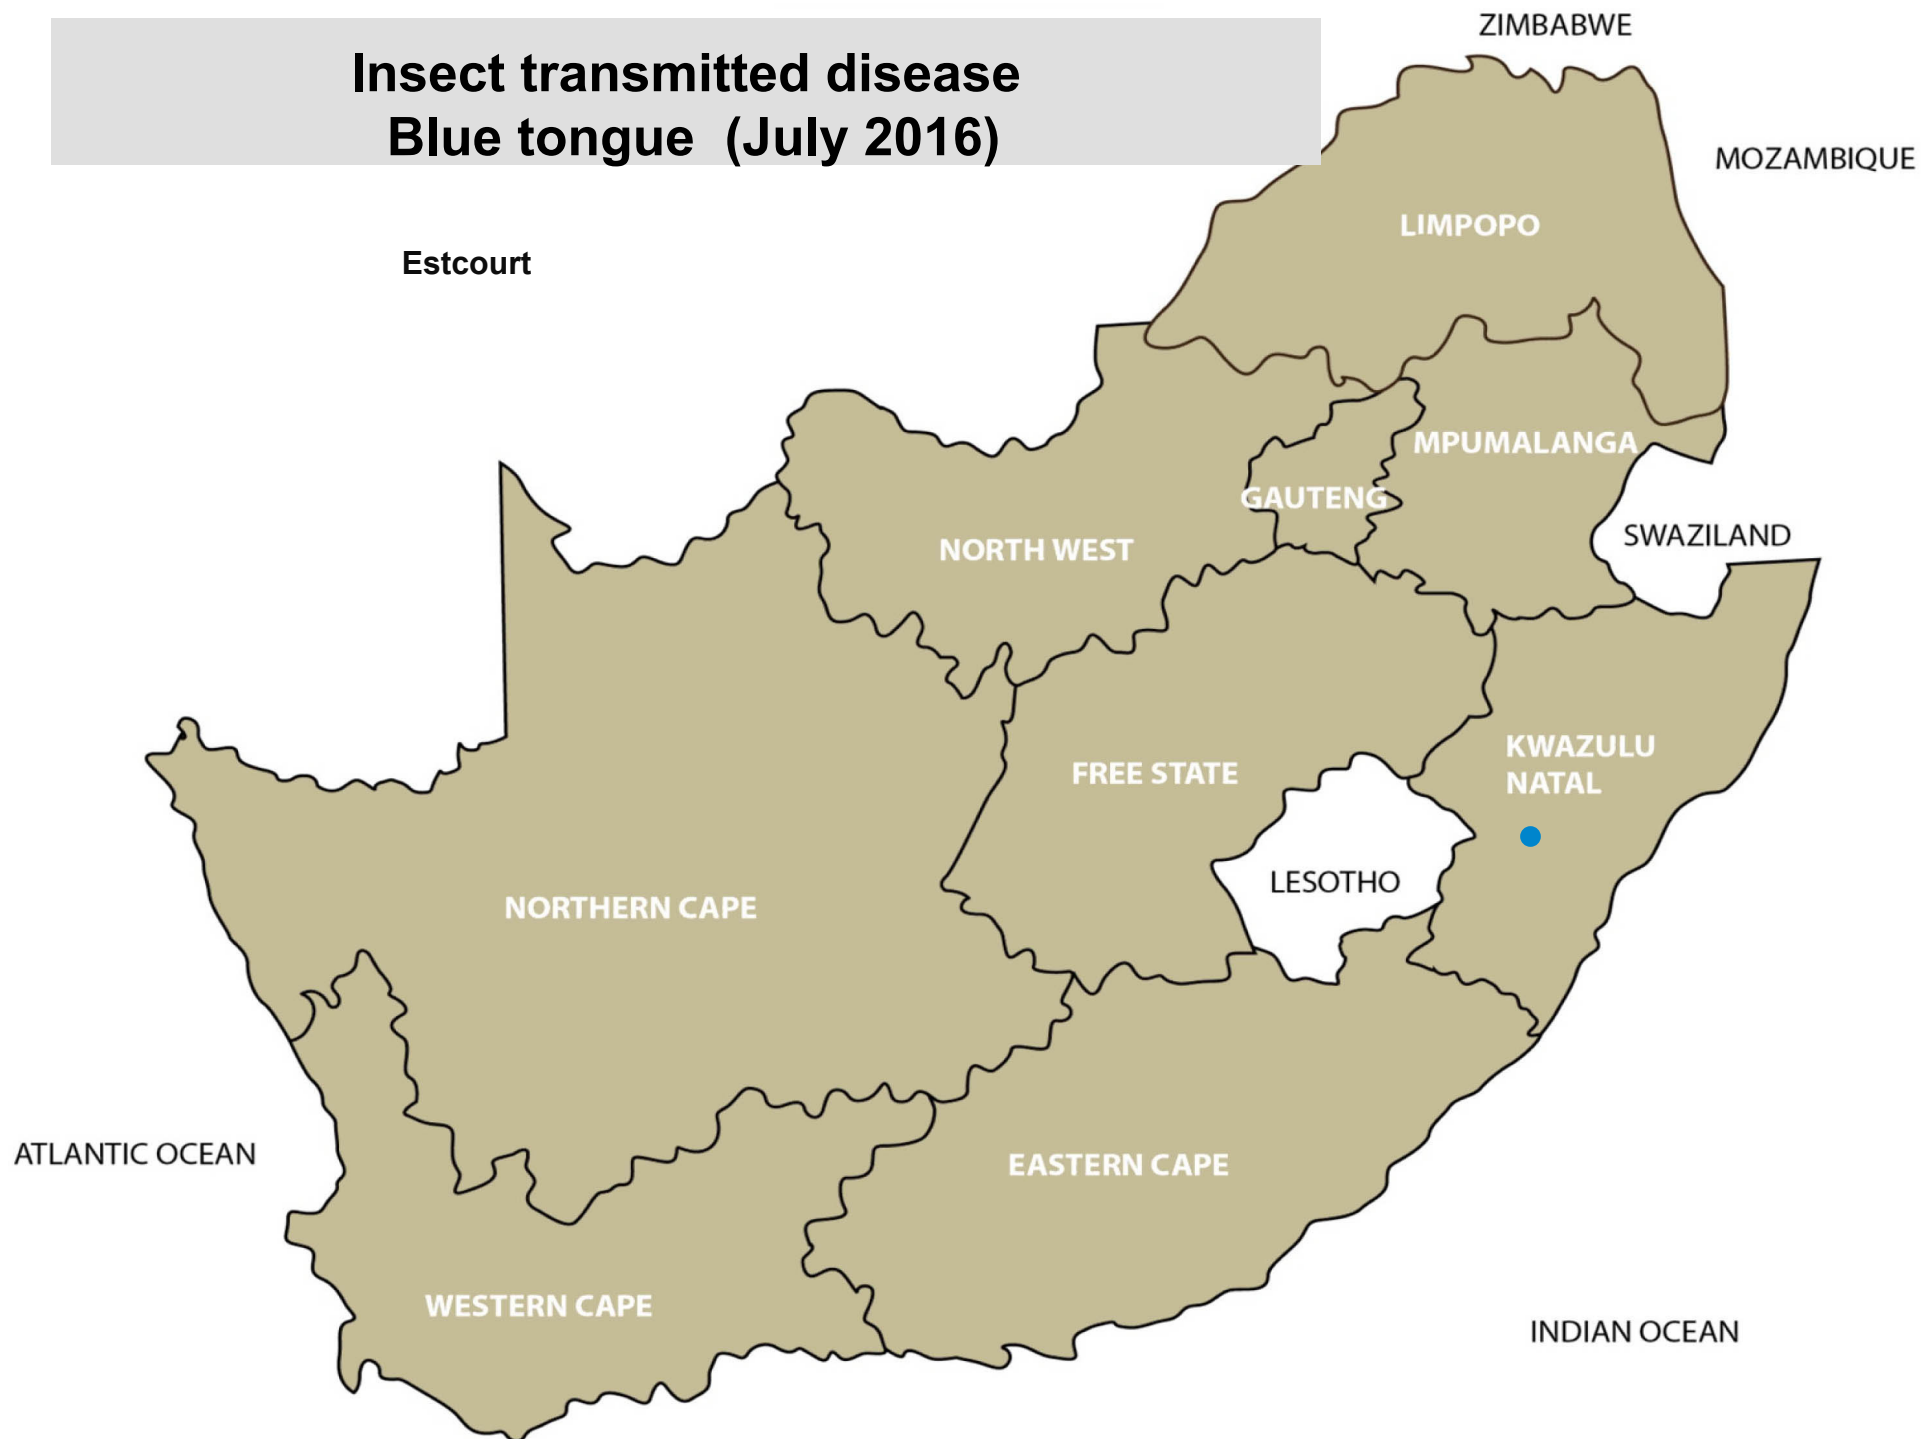 Insect transmitted disease
Blue tongue (July 2016)
ZIMBABWE
MOZAMBIQUE
Estcourt
LIMPOPO
MPUMALANGA
GAUTENG
NORTH WEST
SWAZILAND
KWAZULU
NATAL
FREE STATE
LESOTHO
NORTHERN CAPE
ATLANTIC OCEAN
EASTERN CAPE
WESTERN CAPE
INDIAN OCEAN